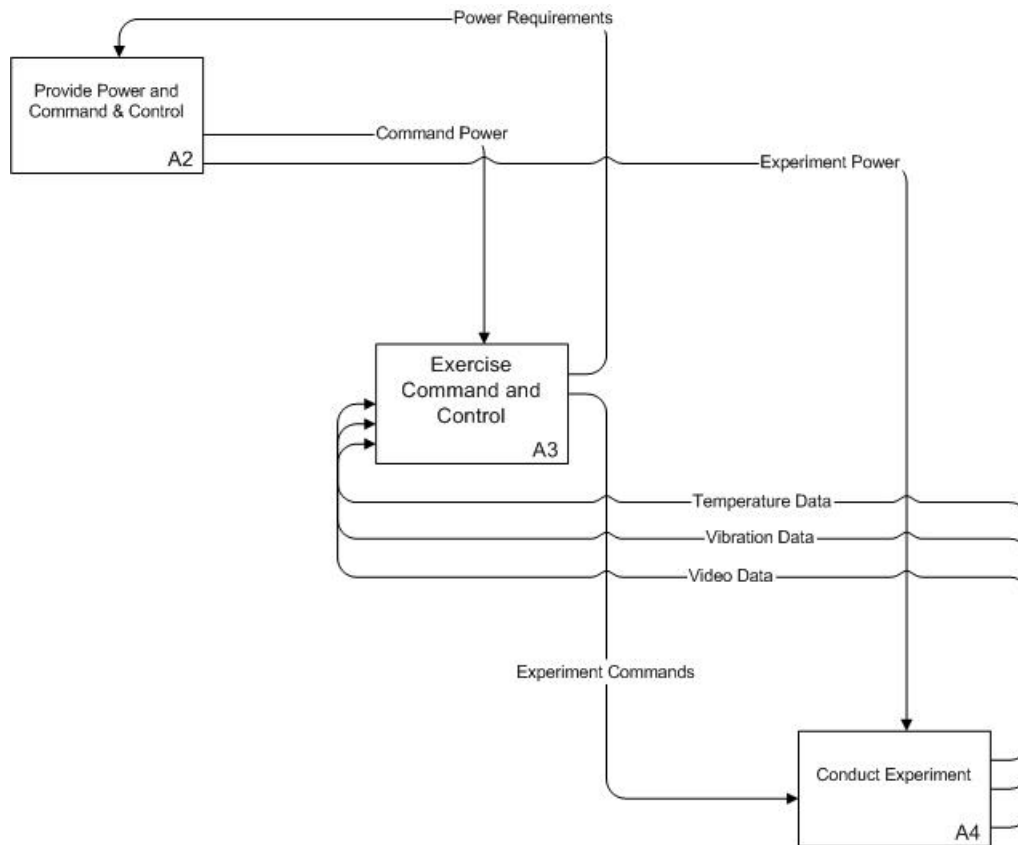 Power Requirements
Provide Power and
Command & Control
A2
Command Power
Experiment Power
Exercise
Command and
Control
A3
Temperature Data
Vibration Data
Video Data
Experiment Commands
Conduct Experiment
A4